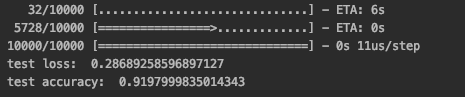 32/10000 [..............................] - ETA: 6s
5728/10000 [================>.............] - ETA: 0s
10000/10000 [==============================] - 0s 11us/step
test loss:  0.28689258596897127
test accuracy:  0.9197999835014343